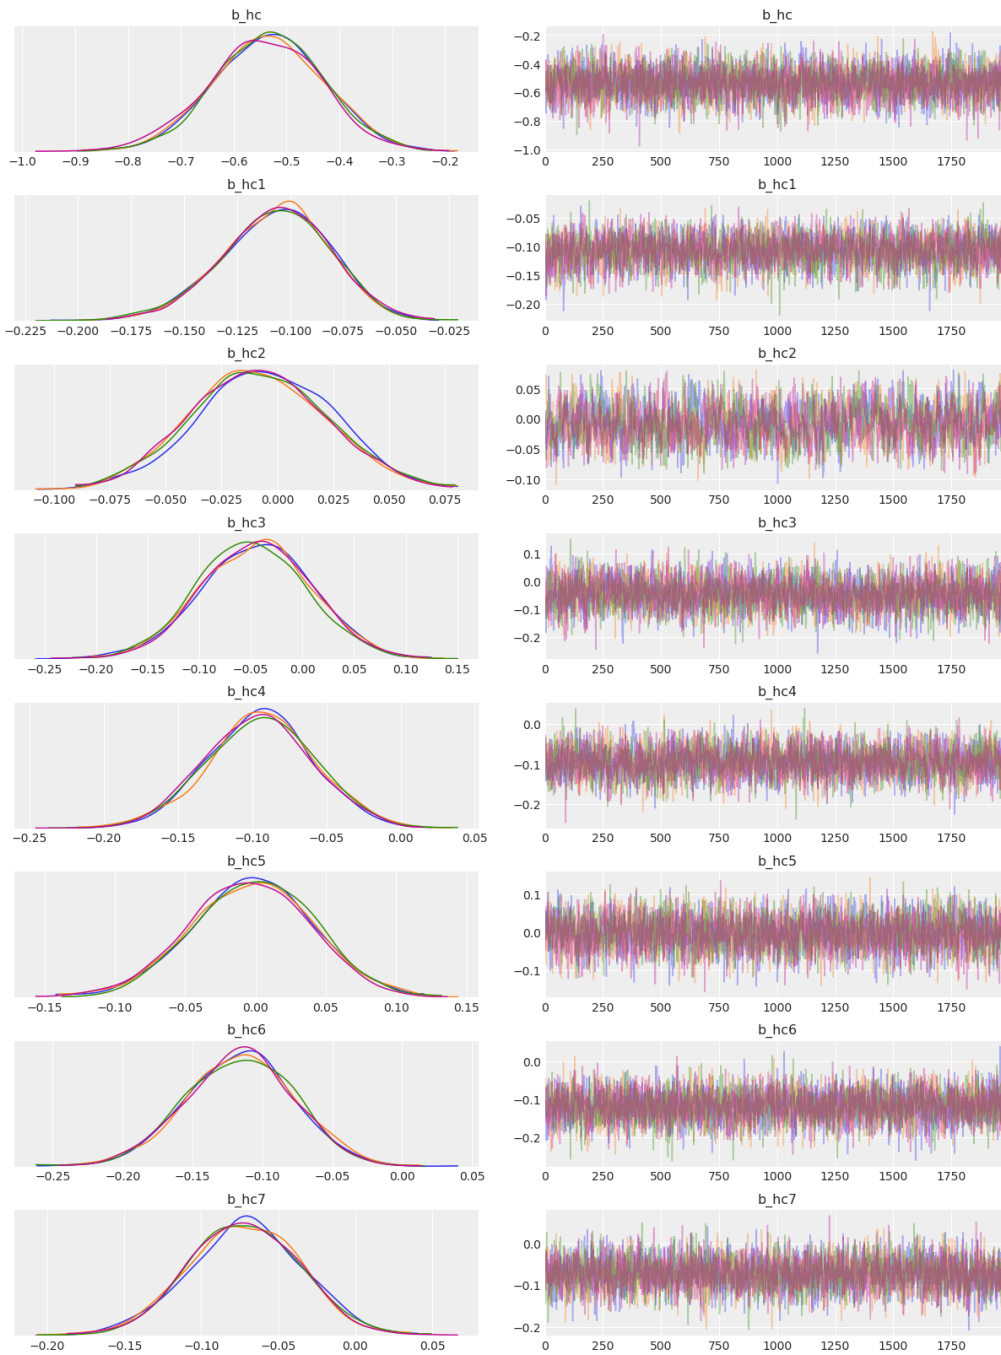 b_hc b_hc
−0.2
−0.4
−0.6
−0.8
−1.0
−1.0 −0.9 −0.8 −0.7 −0.6 −0.5 −0.4 −0.3 −0.2 0 250 500 750 1000 1250 1500 1750
b_hc1 b_hc1
−0.05
−0.10
−0.15
−0.20
−0.225 −0.200 −0.175 −0.150 −0.125 −0.100 −0.075 −0.050 −0.025 0 250 500 750 1000 1250 1500 1750
b_hc2 b_hc2
0.05
0.00
−0.05
−0.10
−0.100 −0.075 −0.050 −0.025 0.000 0.025 0.050 0.075 0 250 500 750 1000 1250 1500 1750
b_hc3 b_hc3
0.1
0.0
−0.1
−0.2
−0.25 −0.20 −0.15 −0.10 −0.05 0.00 0.05 0.10 0.15 0 250 500 750 1000 1250 1500 1750
b_hc4 b_hc4
0.0
−0.1
−0.2
−0.25 −0.20 −0.15 −0.10 −0.05 0.00 0.05 0 250 500 750 1000 1250 1500 1750
b_hc5 b_hc5
0.1
0.0
−0.1
−0.15 −0.10 −0.05 0.00 0.05 0.10 0.15 0 250 500 750 1000 1250 1500 1750
b_hc6 b_hc6
0.0
−0.1
−0.2
−0.25 −0.20 −0.15 −0.10 −0.05 0.00 0.05 0 250 500 750 1000 1250 1500 1750
b_hc7 b_hc7
0.0
−0.1
−0.2
−0.20 −0.15 −0.10 −0.05 0.00 0.05 0 250 500 750 1000 1250 1500 1750